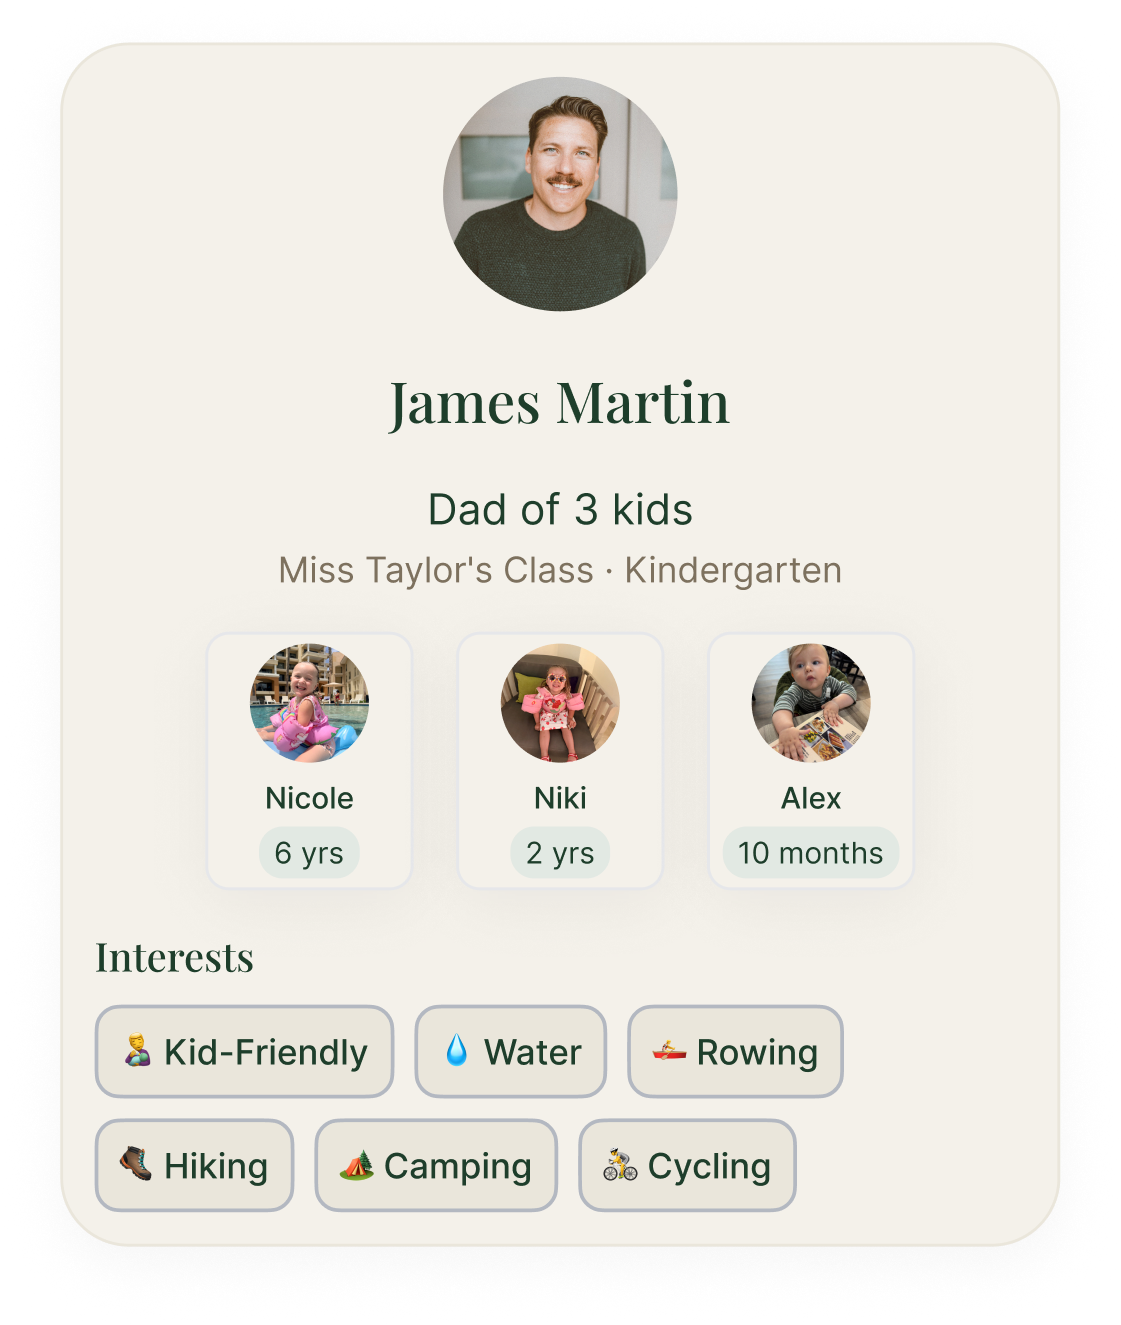 James Martin
Dad of 3 kids
Miss Taylor's Class · Kindergarten
Nicole
6 yrs
Niki
2 yrs
Alex
10 months
Interests
Kid-Friendly
Water
Rowing
Hiking
Camping
Cycling